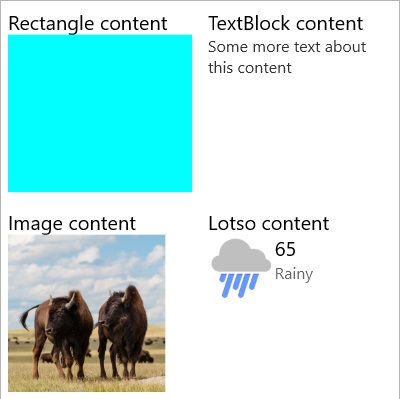 Rectangle content
TextBlock content
Some more text about
this content
Image content
Lotso content
65
Rainy